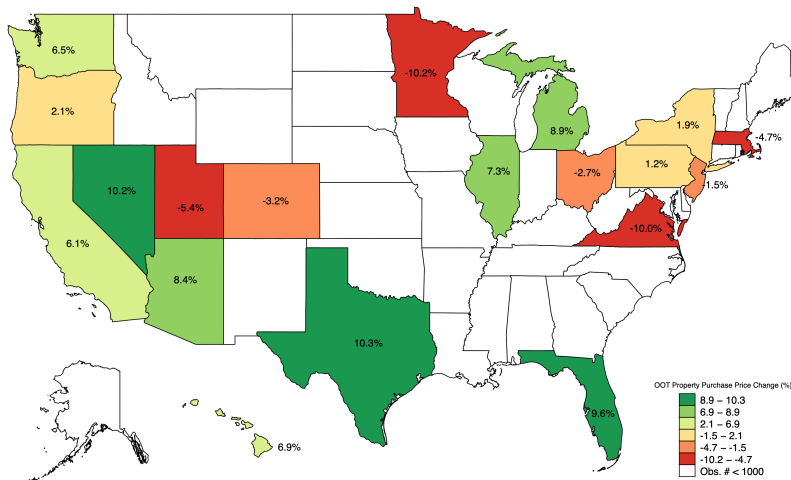 6.5%
-10.2%
2.1%
1.9%
-4.7%
8.9%
7.3%
-2.7%
1.2%
-1.5%
10.2%
-5.4%
-3.2%
6.1%
-10.0%
8.4%
10.3%
9.6%
6.9%
OOT Property Purchase Price Change (%)
8.9 – 10.3
6.9 – 8.9
2.1 – 6.9
-1.5 – 2.1
-4.7 – -1.5
-10.2 – -4.7
Obs. # < 1000